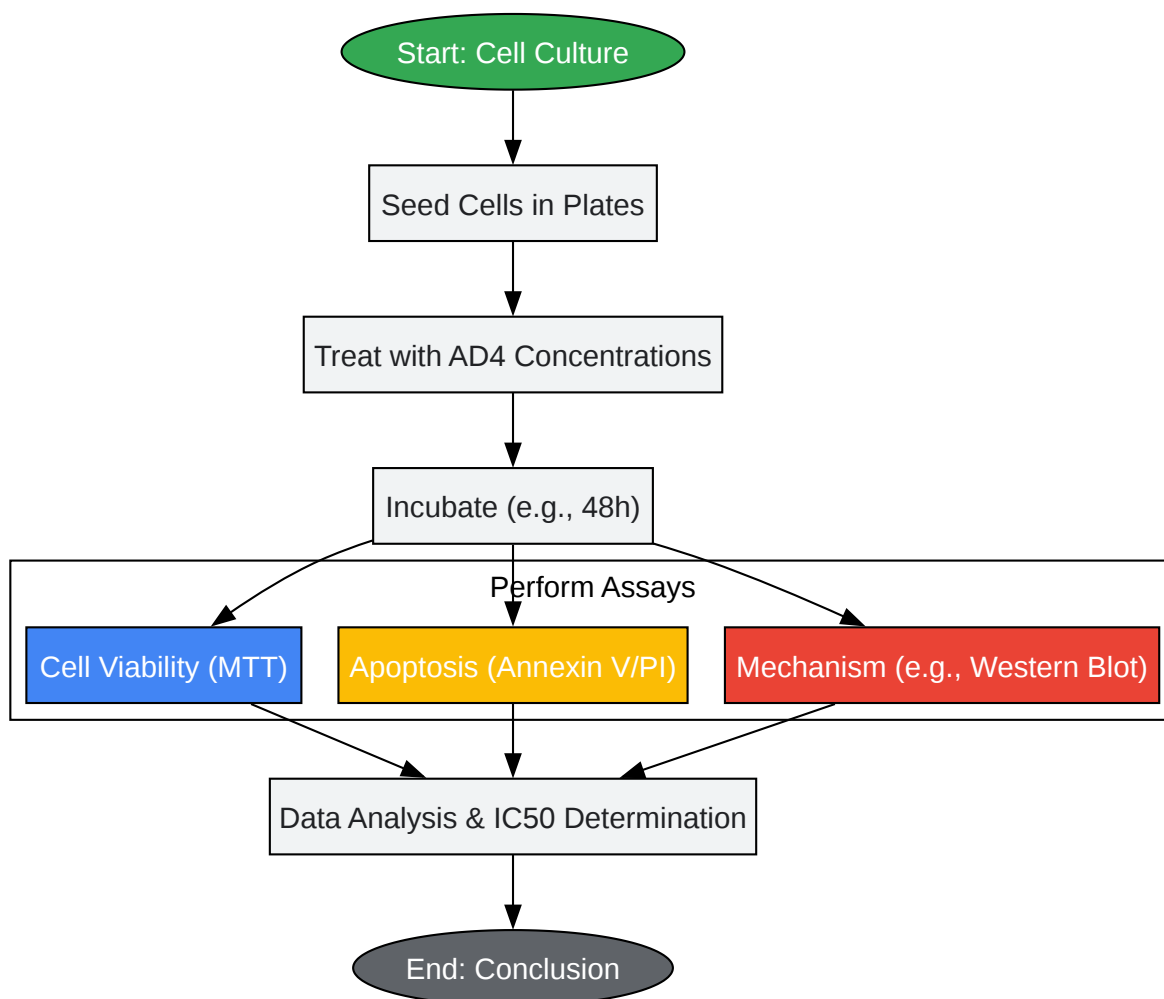 Start: Cell Culture
Seed Cells in Plates
Treat with AD4 Concentrations
Incubate (e.g., 48h)
Perform Assays
Cell Viability (MTT)
Apoptosis (Annexin V/PI)
Mechanism (e.g., Western Blot)
Data Analysis & IC50 Determination
End: Conclusion